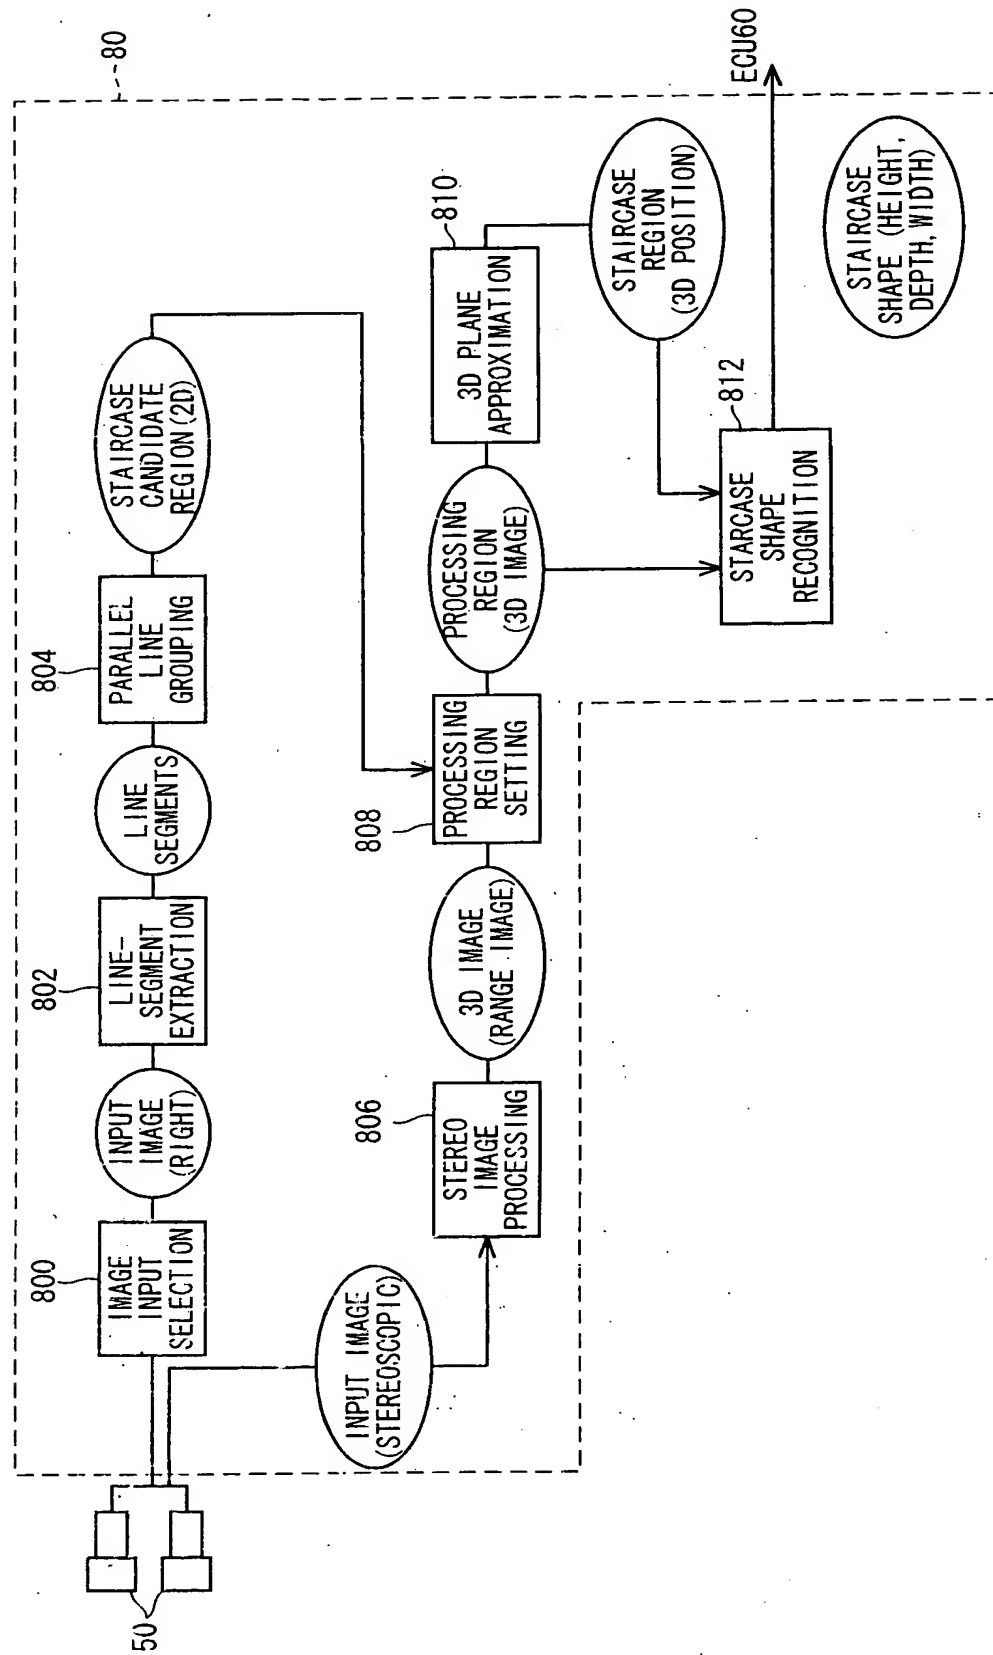 80
50
800
IMAGE
INPUT
SELECTION
INPUT
IMAGE
(RIGHT)
802
LINE-
SEGMENT
EXTRACTION
LINE
SEGMENTS
804
PARALLEL
LINE
GROUPING
STAIRCASE
CANDIDATE
REGION(2D)
INPUT IMAGE
(STEREOSCOPIC)
806
STEREO
IMAGE
PROCESSING
3D IMAGE
(RANGE IMAGE)
808
PROCESSING
REGION
SETTING
PROCESSING
REGION
(3D IMAGE)
810
3D PLANE
APPROXIMATION
STAIRCASE
REGION
(3D POSITION)
812
STARCASE
SHAPE
RECOGNITION
ECU60
STAIRCASE
SHAPE (HEIGHT,
DEPTH, WIDTH)